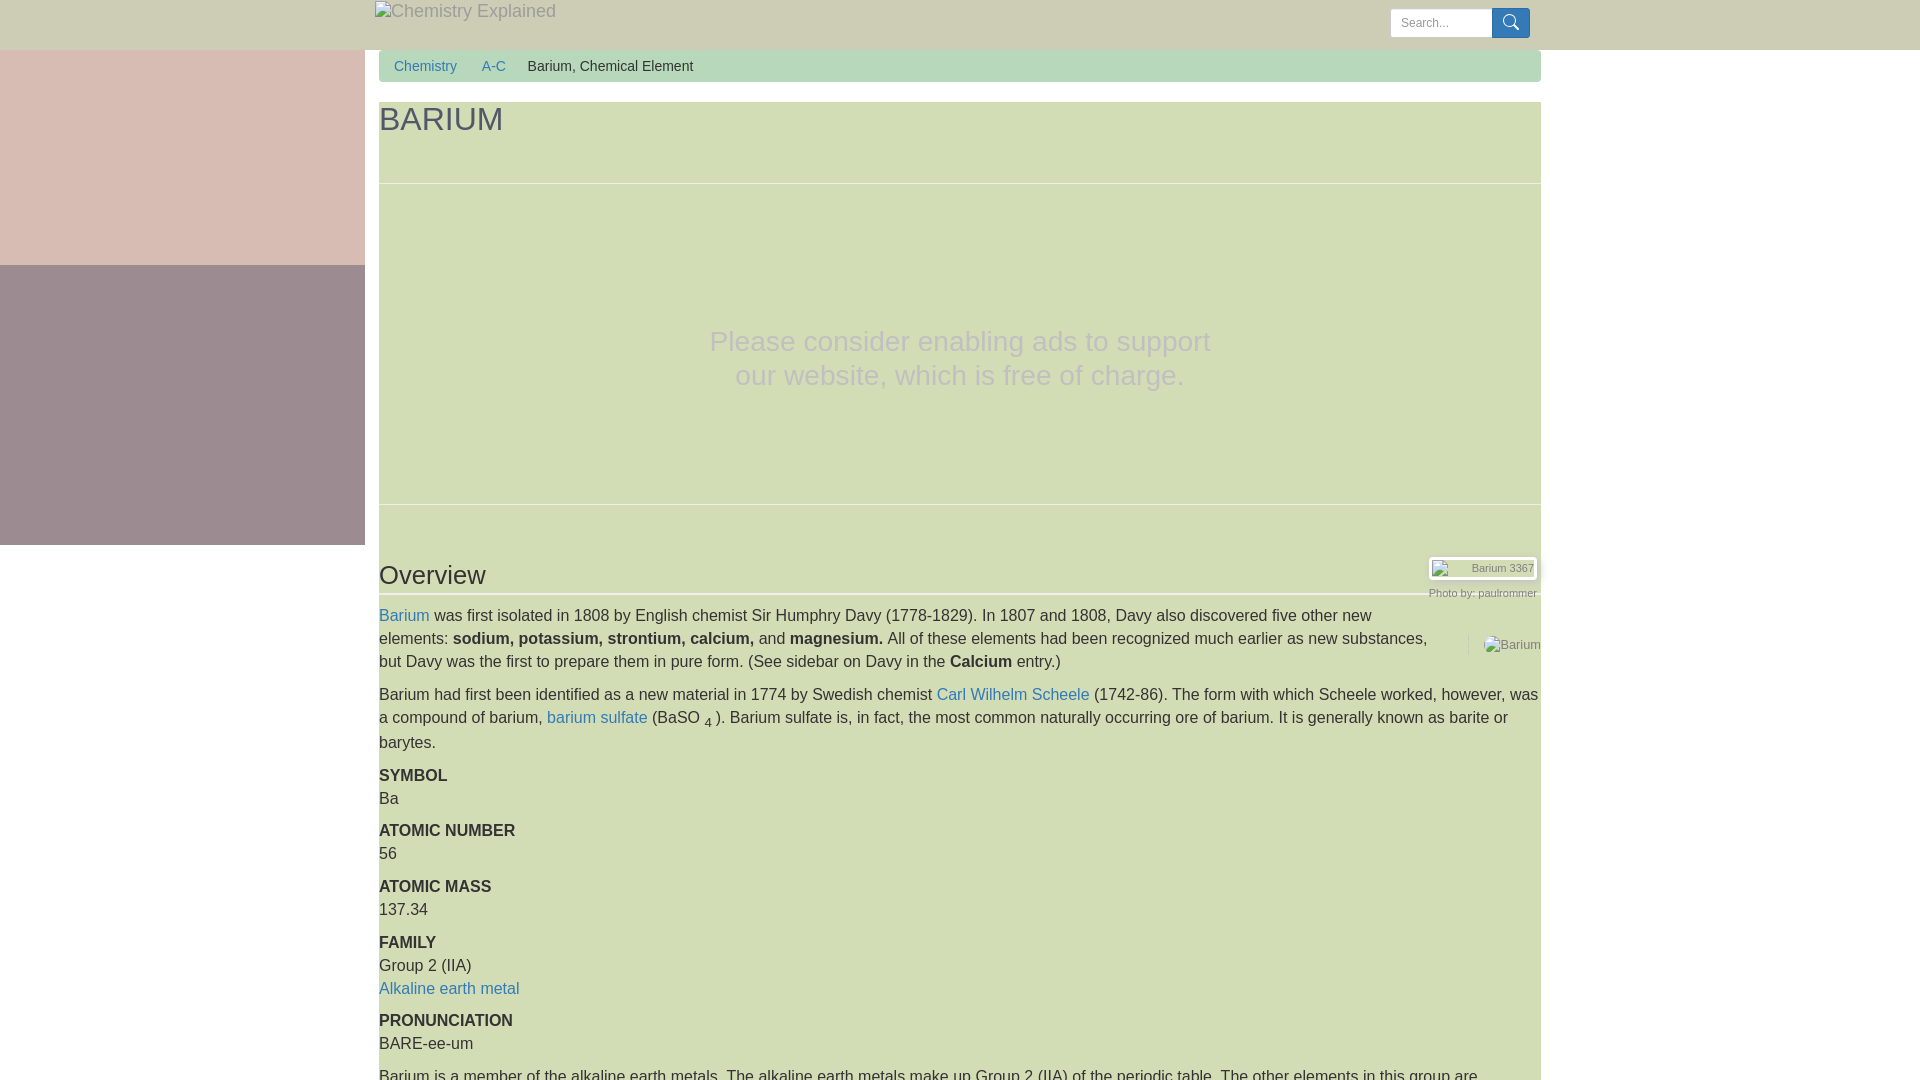 Chemistry Explained
Search...
Chemistry A-C Barium, Chemical Element
BARIUM
Please consider enabling ads to support
our website, which is free of charge.
Overview
Barium 3367
Photo by: paulrommer
Barium was first isolated in 1808 by English chemist Sir Humphry Davy (1778-1829). In 1807 and 1808, Davy also discovered five other new
elements: sodium, potassium, strontium, calcium, and magnesium. All of these elements had been recognized much earlier as new substances,
but Davy was the first to prepare them in pure form. (See sidebar on Davy in the Calcium entry.)
Barium
Barium had first been identified as a new material in 1774 by Swedish chemist Carl Wilhelm Scheele (1742-86). The form with which Scheele worked, however, was
a compound of barium, barium sulfate (BaSO 4 ). Barium sulfate is, in fact, the most common naturally occurring ore of barium. It is generally known as barite or
barytes.
SYMBOL
Ba
ATOMIC NUMBER
56
ATOMIC MASS
137.34
FAMILY
Group 2 (IIA)
Alkaline earth metal
PRONUNCIATION
BARE-ee-um
Barium is a member of the alkaline earth metals. The alkaline earth metals make up Group 2 (IIA) of the periodic table. The other elements in this group are